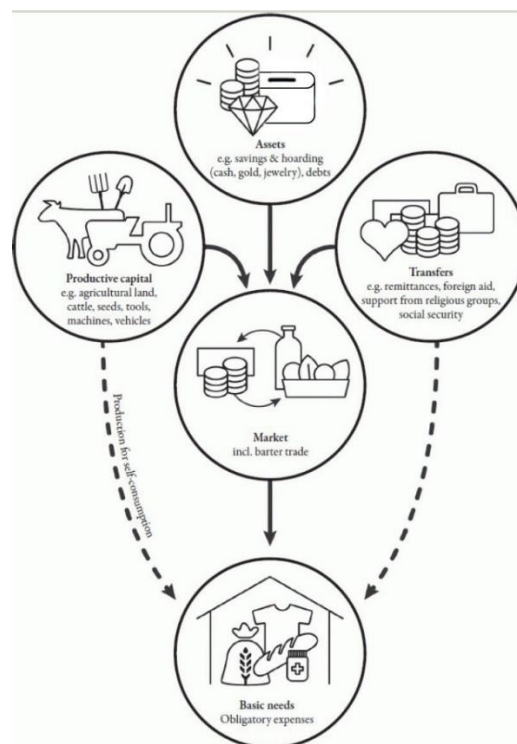 Assets
e.g. savings & hoarding
(cash, gold, jewelry), debts
Productive capital
e.g. agricultural land,
cattle, seeds, tools,
machines, vehicles
Transfers
e.g. remittances, foreign aid,
support from religious groups,
social security
Market
incl. barter trade
Production for self-consumption
Basic needs
Obligatory expenses